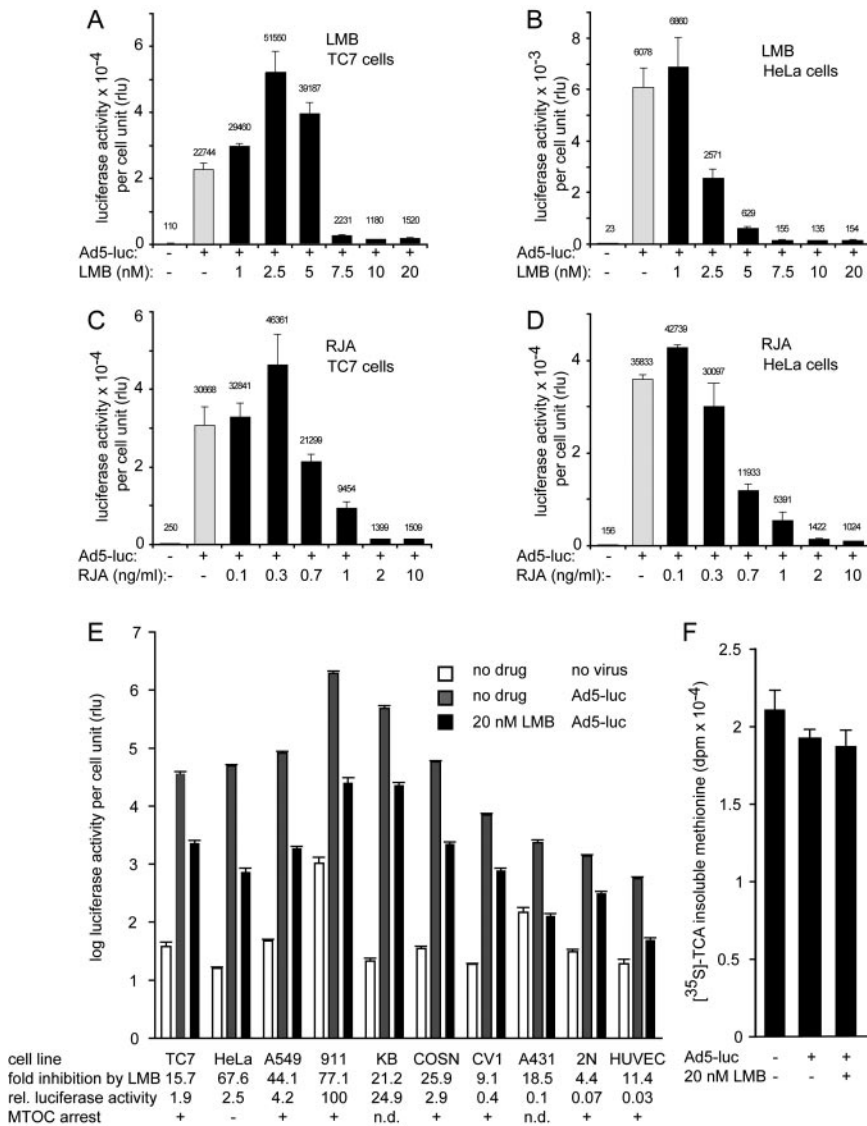 A
LMB
TC7 cells
luciferase activity x 10-4
per cell unit (rlu)
6
4
2
0
110
22744
29460
51550
39187
2231
1180
1520
Ad5-luc: - + + + + + + +
LMB (nM): - - 1 2.5 5 7.5 10 20
B
LMB
HeLa cells
luciferase activity x 10-3
per cell unit (rlu)
8
6
4
2
0
23
6078
6860
2571
629
155
135
154
Ad5-luc: - + + + + + + +
LMB (nM): - - 1 2.5 5 7.5 10 20
C
RJA
TC7 cells
luciferase activity x 10-4
per cell unit (rlu)
6
4
2
0
250
30668
32841
46361
21299
9454
1399
1509
Ad5-luc: - + + + + + + +
RJA (ng/ml):- - 0.1 0.3 0.7 1 2 10
D
RJA
HeLa cells
luciferase activity x 10-4
per cell unit (rlu)
4
2
0
156
35833
42739
30097
11933
5391
1422
1024
Ad5-luc: - + + + + + + +
RJA (ng/ml): - - 0.1 0.3 0.7 1 2 10
E
log luciferase activity per cell unit (rlu)
7
6
5
4
3
2
1
0
no drug no virus
no drug Ad5-luc
20 nM LMB Ad5-luc
cell line TC7 HeLa A549 911 KB COSN CV1 A431 2N HUVEC
fold inhibition by LMB 15.7 67.6 44.1 77.1 21.2 25.9 9.1 18.5 4.4 11.4
rel. luciferase activity 1.9 2.5 4.2 100 24.9 2.9 0.4 0.1 0.07 0.03
MTOC arrest + - + + n.d. + + n.d. + +
F
[35S]-TCA insoluble methionine (dpm x 10-4)
2.5
2
1.5
1
0.5
0
Ad5-luc - + +
20 nM LMB - - +